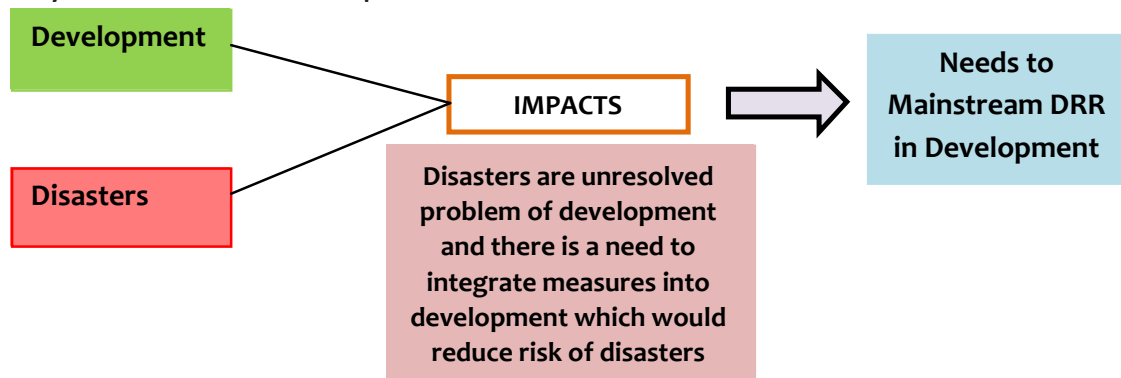 Development
Disasters
IMPACTS
Disasters are unresolved
problem of development
and there is a need to
integrate measures into
development which would
reduce risk of disasters
Needs to
Mainstream DRR
in Development